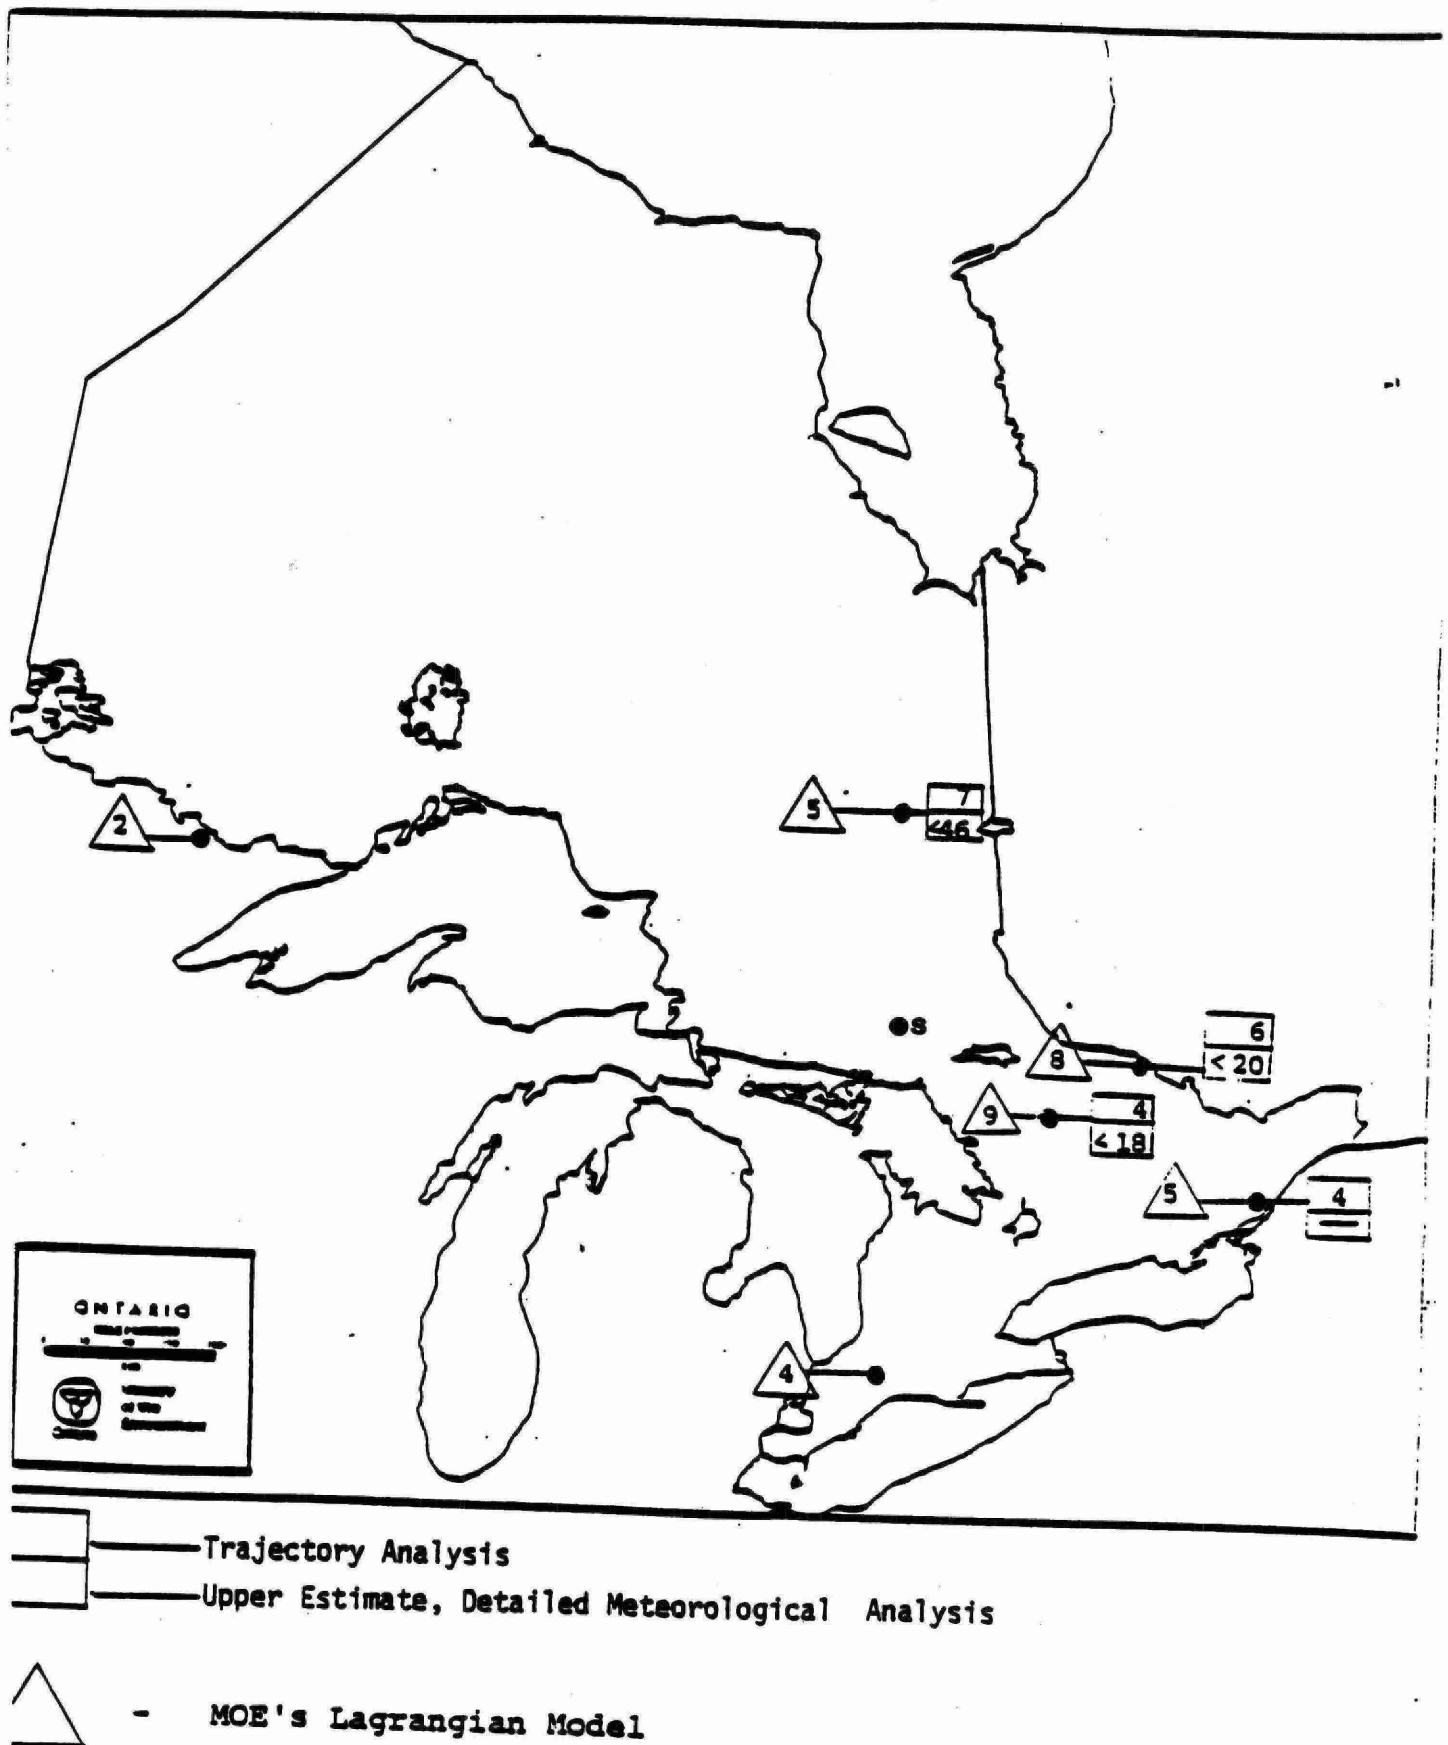 5
7
2
<46
S
6
8
< 20
9
4
< 18
5
4
—
4
ONTARIO
Trajectory Analysis
Upper Estimate, Detailed Meteorological Analysis
- MOE's Lagrangian Model